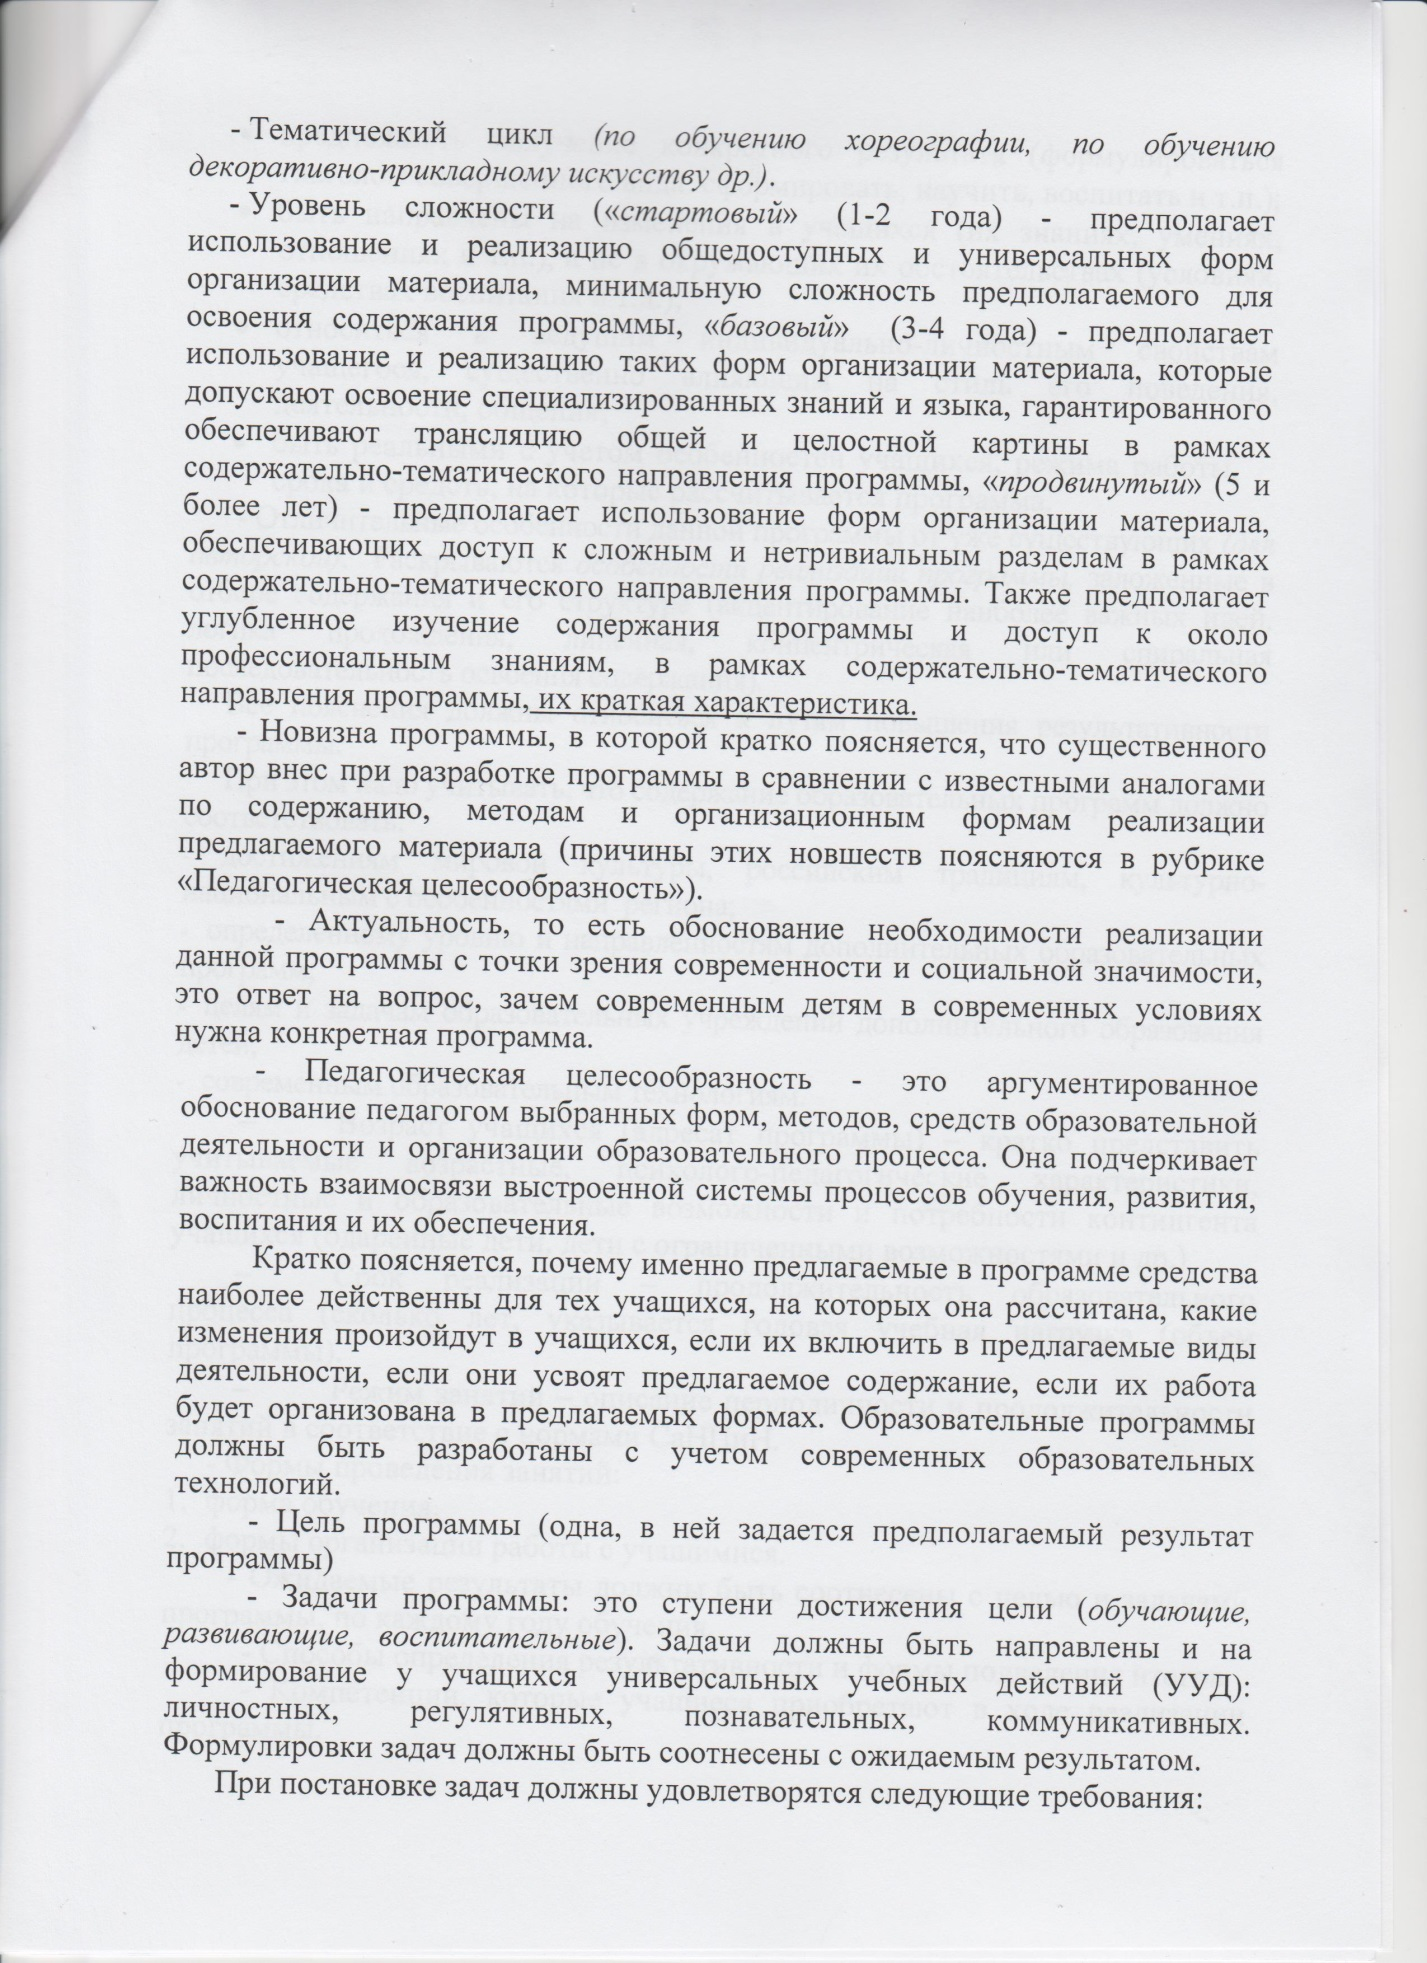 - Тематический цикл (по обучению хореографии, по обучению
декоративно-прикладному искусству др.).
- Уровень сложности («стартовый» (1-2 года) - предполагает
использование и реализацию общедоступных и универсальных форм
организации материала, минимальную сложность предполагаемого для
освоения содержания программы, «базовый» (3-4 года) - предполагает
использование и реализацию таких форм организации материала, которые
допускают освоение специализированных знаний и языка, гарантированного
обеспечивают трансляцию общей и целостной картины в рамках
содержательно-тематического направления программы, «продвинутый» (5 и
более лет) - предполагает использование форм организации материала,
обеспечивающих доступ к сложным и нетривиальным разделам в рамках
содержательно-тематического направления программы. Также предполагает
углубленное изучение содержания программы и доступ к около
профессиональным знаниям, в рамках содержательно-тематического
направления программы, их краткая характеристика.
- Новизна программы, в которой кратко поясняется, что существенного
автор внес при разработке программы в сравнении с известными аналогами
по содержанию, методам и организационным формам реализации
предлагаемого материала (причины этих новшеств поясняются в рубрике
«Педагогическая целесообразность»).
- Актуальность, то есть обоснование необходимости реализации
данной программы с точки зрения современности и социальной значимости,
это ответ на вопрос, зачем современным детям в современных условиях
нужна конкретная программа.
- Педагогическая целесообразность - это аргументированное
обоснование педагогом выбранных форм, методов, средств образовательной
деятельности и организации образовательного процесса. Она подчеркивает
важность взаимосвязи выстроенной системы процессов обучения, развития,
воспитания и их обеспечения.
Кратко поясняется, почему именно предлагаемые в программе средства
наиболее действенны для тех учащихся, на которых она рассчитана, какие
изменения произойдут в учащихся, если их включить в предлагаемые виды
деятельности, если они усвоят предлагаемое содержание, если их работа
будет организована в предлагаемых формах. Образовательные программы
должны быть разработаны с учетом современных образовательных
технологий.
- Цель программы (одна, в ней задается предполагаемый результат
программы)
- Задачи программы: это ступени достижения цели (обучающие,
развивающие, воспитательные). Задачи должны быть направлены и на
формирование у учащихся универсальных учебных действий (УУД):
личностных, регулятивных, познавательных, коммуникативных.
Формулировки задач должны быть соотнесены с ожидаемым результатом.
При постановке задач должны удовлетворятся следующие требования: